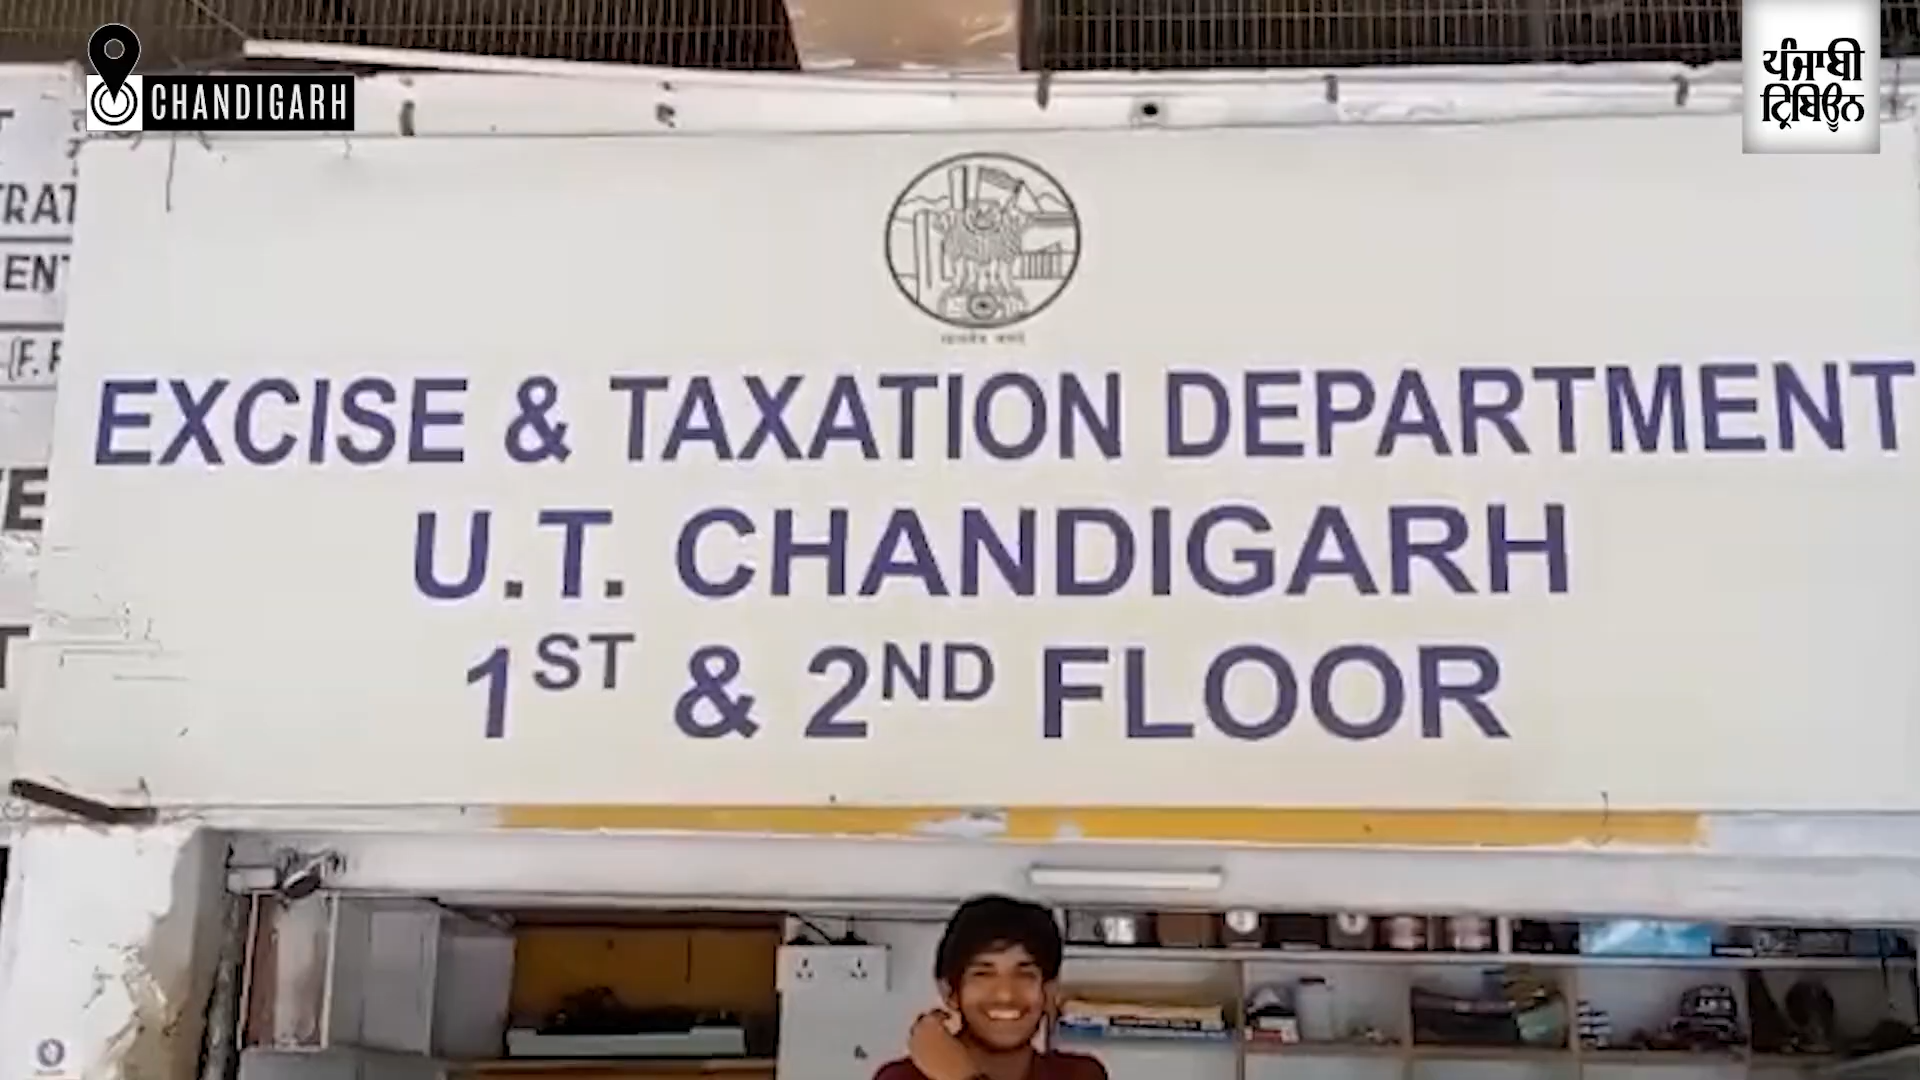 CHANDIGARH
ਪੰਜਾਬੀ
ਟ੍ਰਿਬਿਊਨ
EXCISE & TAXATION DEPARTMENT
U.T. CHANDIGARH
1ST & 2ND FLOOR